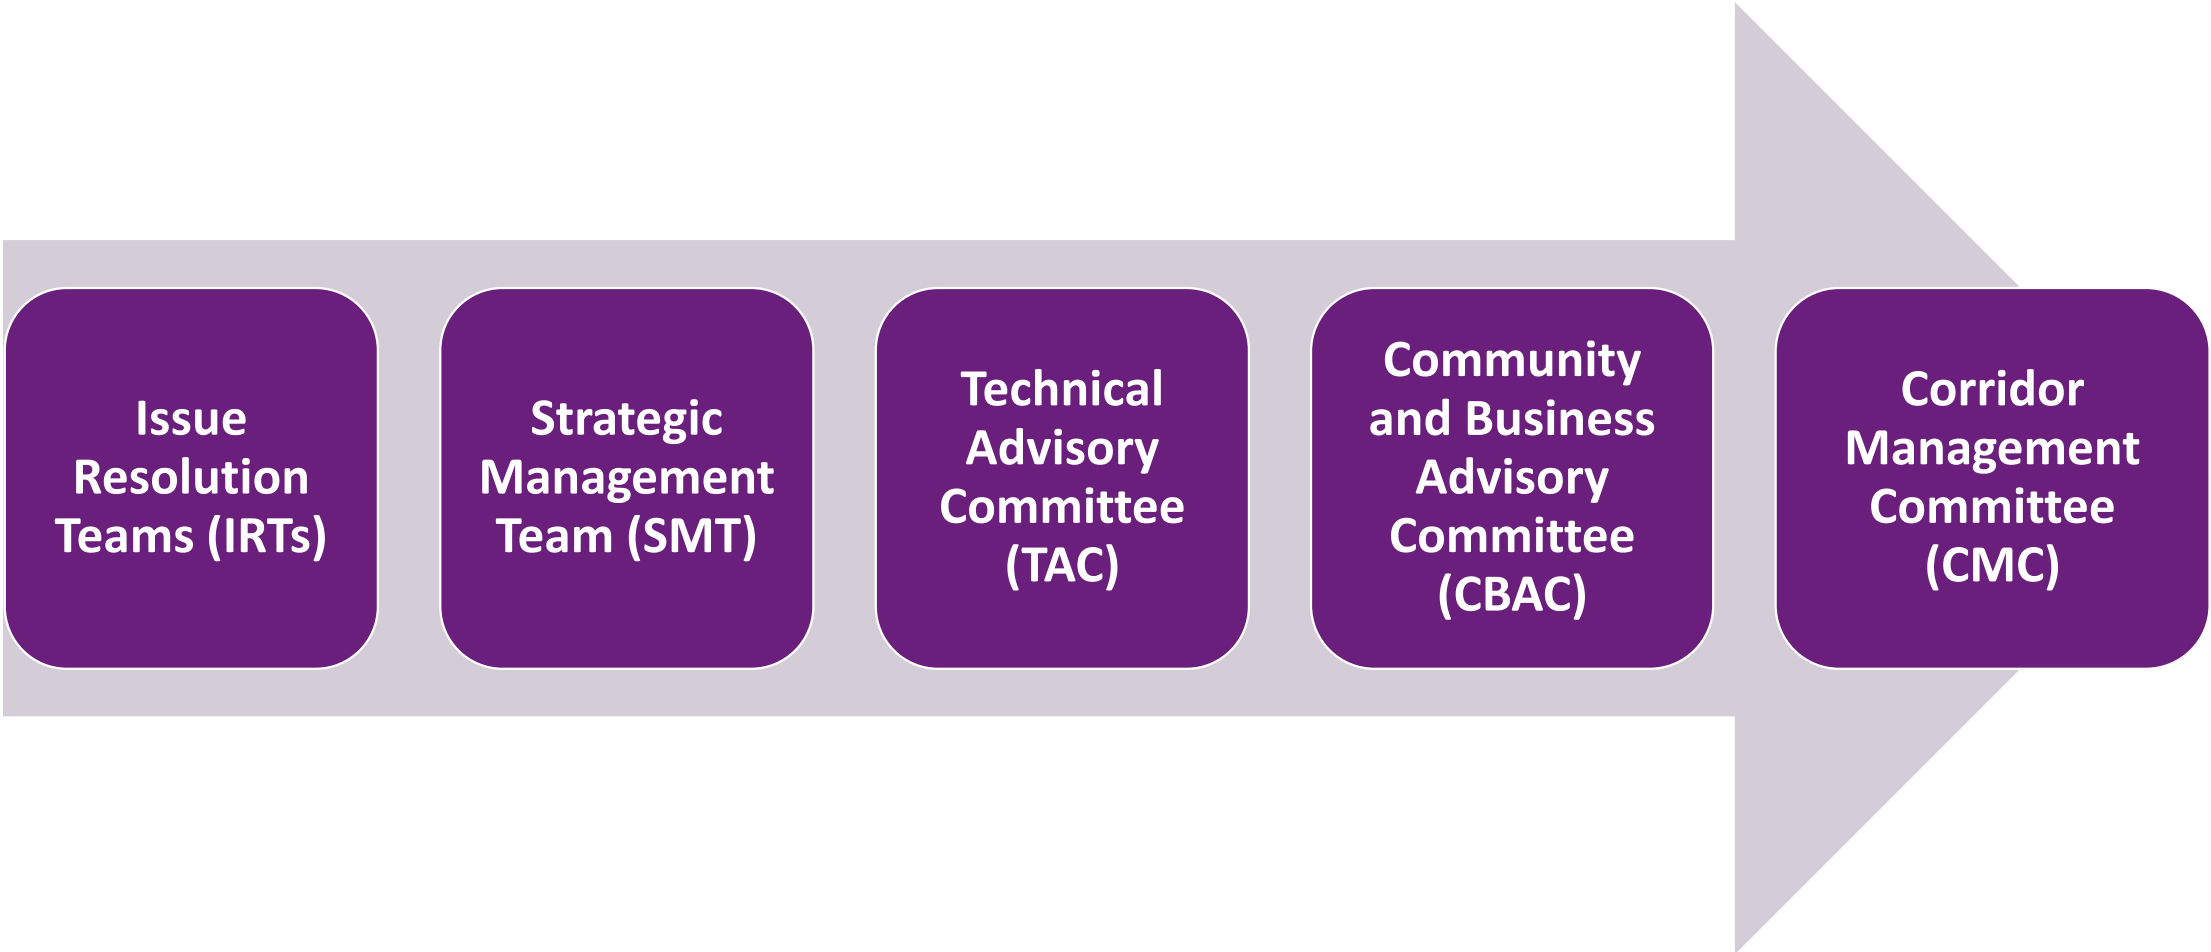 Issue
Resolution
Teams (IRTs)
Strategic
Management
Team (SMT)
Technical
Advisory
Committee
(TAC)
Community
and Business
Advisory
Committee
(CBAC)
Corridor
Management
Committee
(CMC)